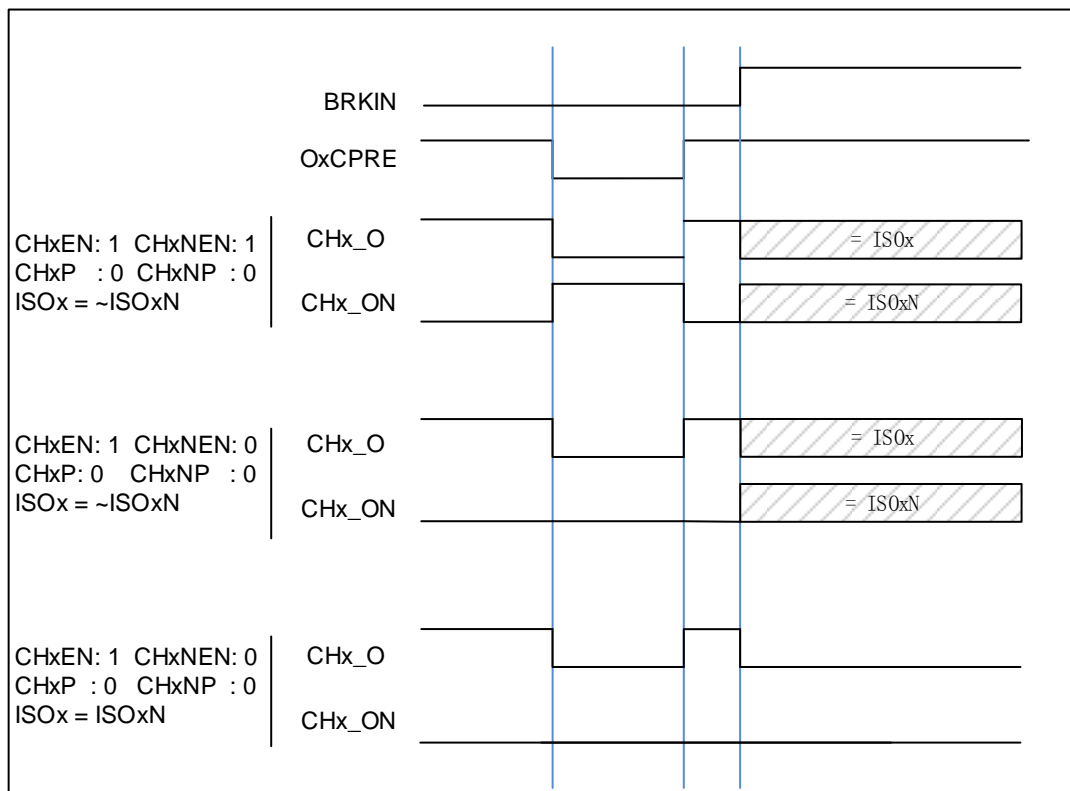 BRKIN
OxCPRE
CHxEN: 1 CHxNEN: 1
CHxP : 0 CHxNP : 0
ISOx = ~ISOxN
CHx_O
= ISOx
CHx_ON
= ISOxN
CHxEN: 1 CHxNEN: 0
CHxP: 0 CHxNP : 0
ISOx = ~ISOxN
CHx_O
= ISOx
CHx_ON
= ISOxN
CHxEN: 1 CHxNEN: 0
CHxP : 0 CHxNP : 0
ISOx = ISOxN
CHx_O
CHx_ON